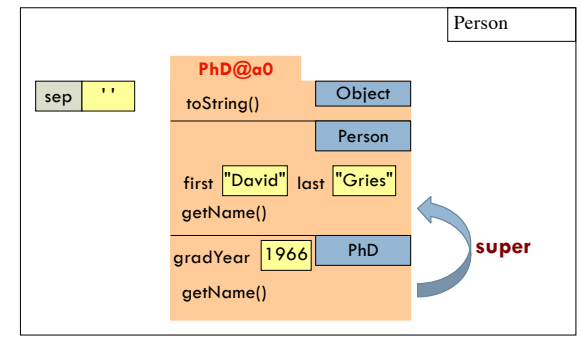 Person
PhD@a0
sep ' '
toString() Object
Person
first "David" last "Gries"
getName()
gradYear 1966 PhD
super
getName()